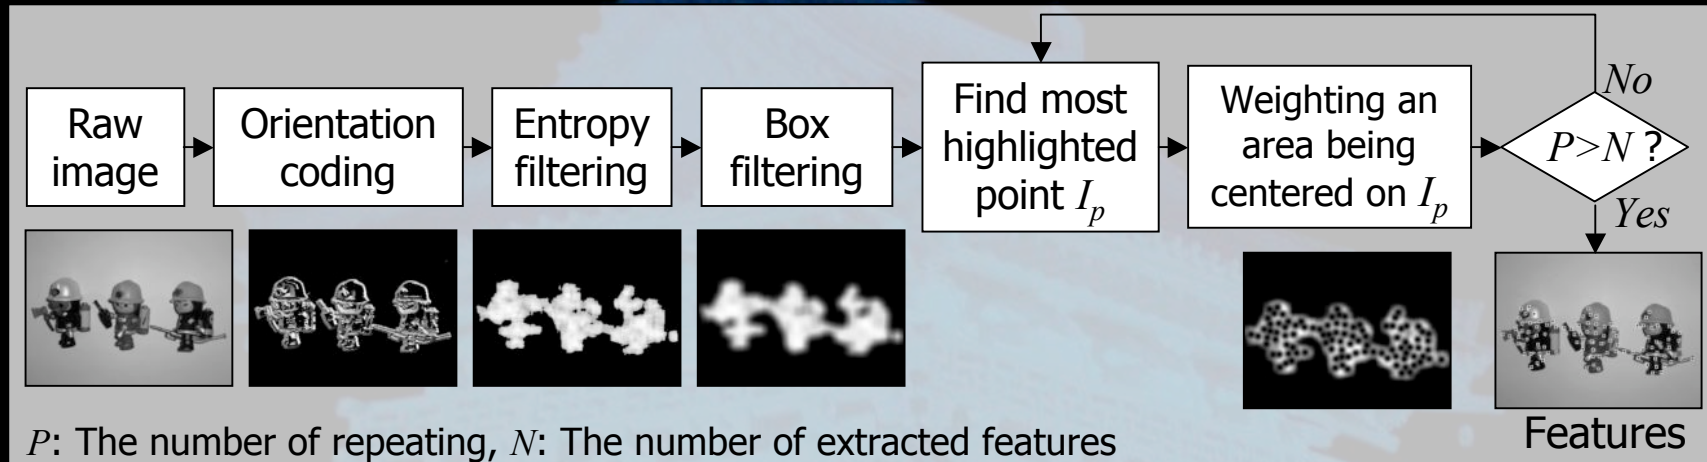 Raw
image
Orientation
coding
Entropy
filtering
Box
filtering
Find most
highlighted
point I_p
Weighting an
area being
centered on I_p
P>N ?
No
Yes
Features
P: The number of repeating, N: The number of extracted features